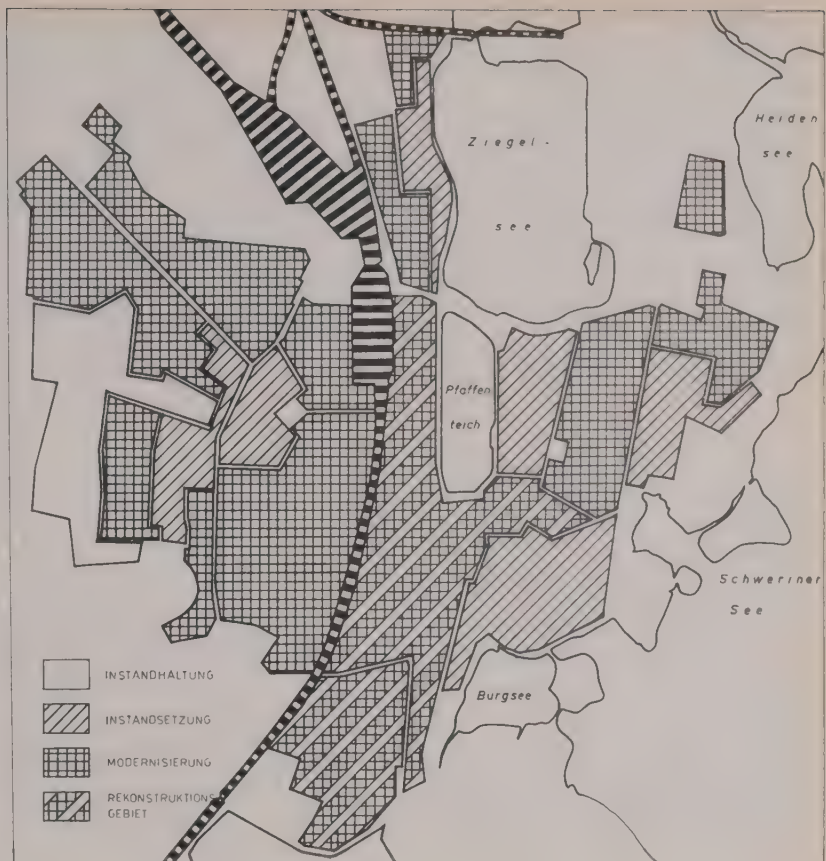 Ziegel-
see
Heiden
see
Pfaffen
teich
Schweriner
See
Burgsee
INSTANDHALTUNG
INSTANDSETZUNG
MODERNISIERUNG
REKONSTRUKTIONS
GEBIET